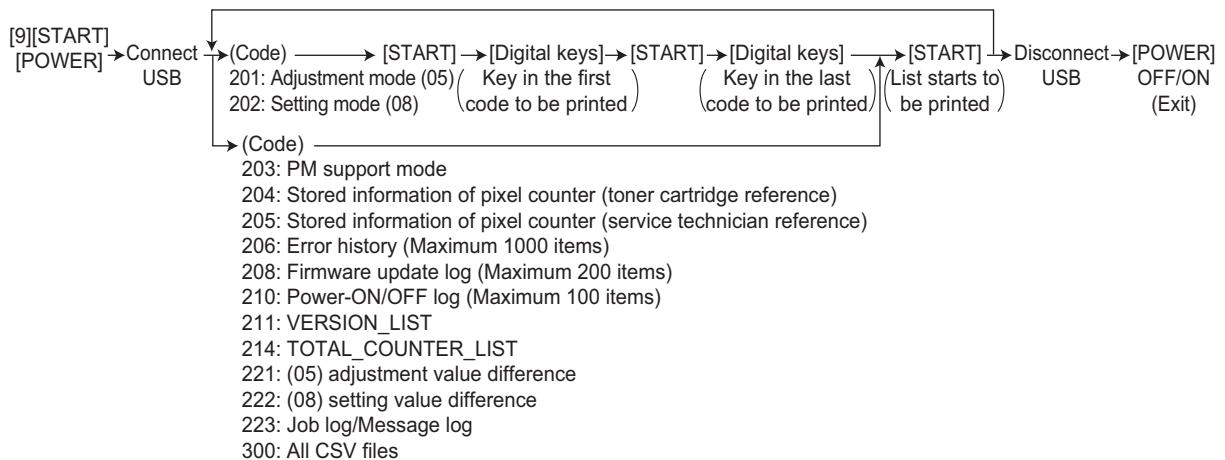 [9][START]
[POWER]
Connect
USB
(Code)
201: Adjustment mode (05)
202: Setting mode (08)
[START]
[Digital keys]
(Key in the first
code to be printed)
[START]
[Digital keys]
(Key in the last
code to be printed)
[START]
(List starts to
be printed)
Disconnect
USB
[POWER]
OFF/ON
(Exit)
(Code)
203: PM support mode
204: Stored information of pixel counter (toner cartridge reference)
205: Stored information of pixel counter (service technician reference)
206: Error history (Maximum 1000 items)
208: Firmware update log (Maximum 200 items)
210: Power-ON/OFF log (Maximum 100 items)
211: VERSION_LIST
214: TOTAL_COUNTER_LIST
221: (05) adjustment value difference
222: (08) setting value difference
223: Job log/Message log
300: All CSV files